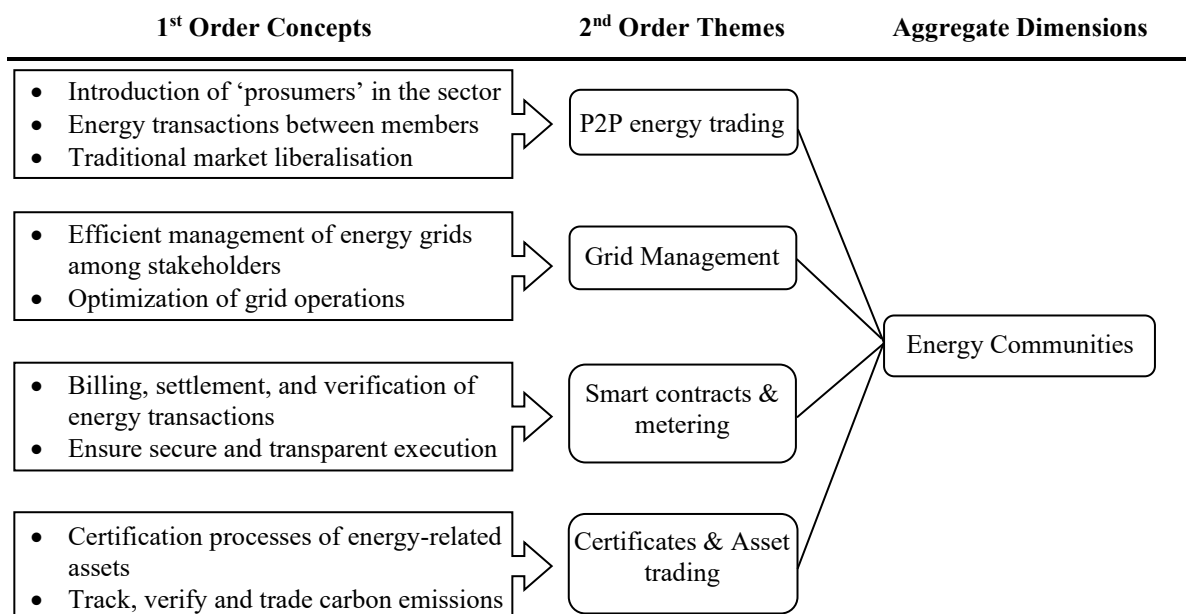 1st Order Concepts 2nd Order Themes Aggregate Dimensions
• Introduction of ‘prosumers’ in the sector
• Energy transactions between members
• Traditional market liberalisation
P2P energy trading
• Efficient management of energy grids
among stakeholders
• Optimization of grid operations
Grid Management
Energy Communities
• Billing, settlement, and verification of
energy transactions
• Ensure secure and transparent execution
Smart contracts &
metering
• Certification processes of energy-related
assets
• Track, verify and trade carbon emissions
Certificates & Asset
trading